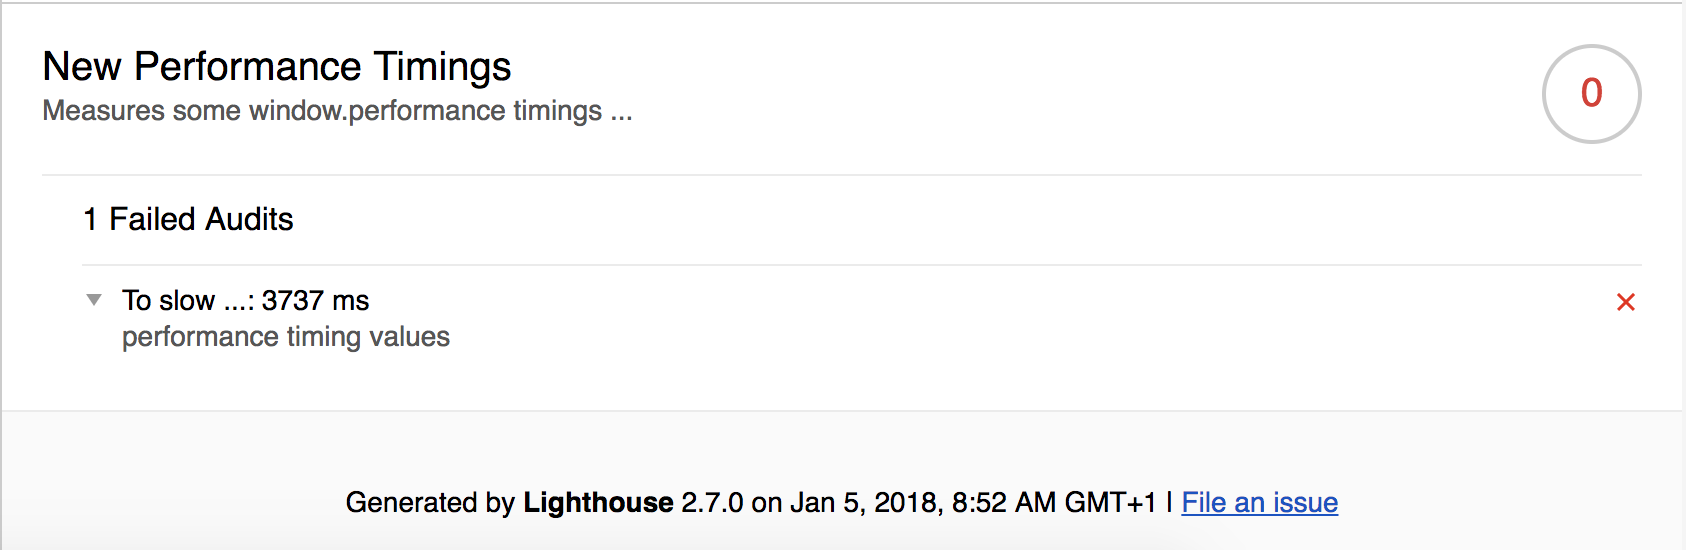 New Performance Timings
Measures some window.performance timings ...
0
1 Failed Audits
To slow ...: 3737 ms
performance timing values
Generated by Lighthouse 2.7.0 on Jan 5, 2018, 8:52 AM GMT+1 | File an issue